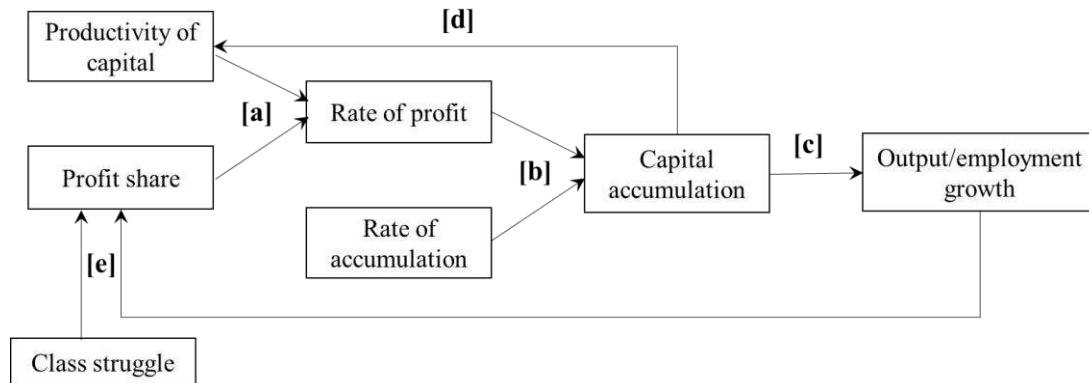 Productivity of
capital
[d]
[a]
Rate of profit
Profit share
[b]
Capital
accumulation
[c]
Output/employment
growth
Rate of
accumulation
[e]
Class struggle